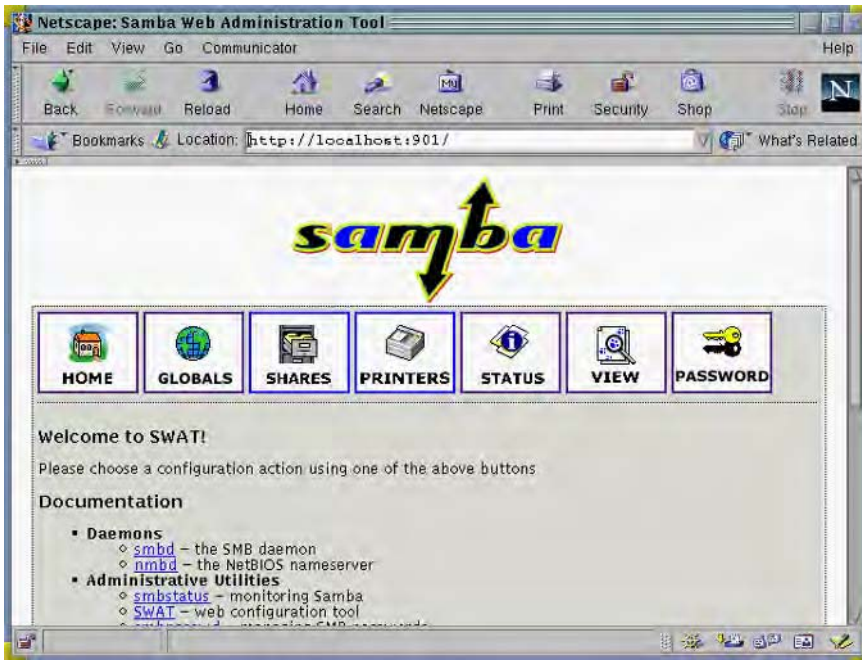 Netscape: Samba Web Administration Tool
File Edit View Go Communicator Help
Back Forward Reload Home Search Netscape Print Security Shop Stop
Bookmarks Location: http://localhost:901/ What's Related
samba
HOME GLOBALS SHARES PRINTERS STATUS VIEW PASSWORD
Welcome to SWAT!
Please choose a configuration action using one of the above buttons
Documentation
Daemons
smbd – the SMB daemon
nmbd – the NetBIOS nameserver
Administrative Utilities
smbstatus – monitoring Samba
SWAT – web configuration tool